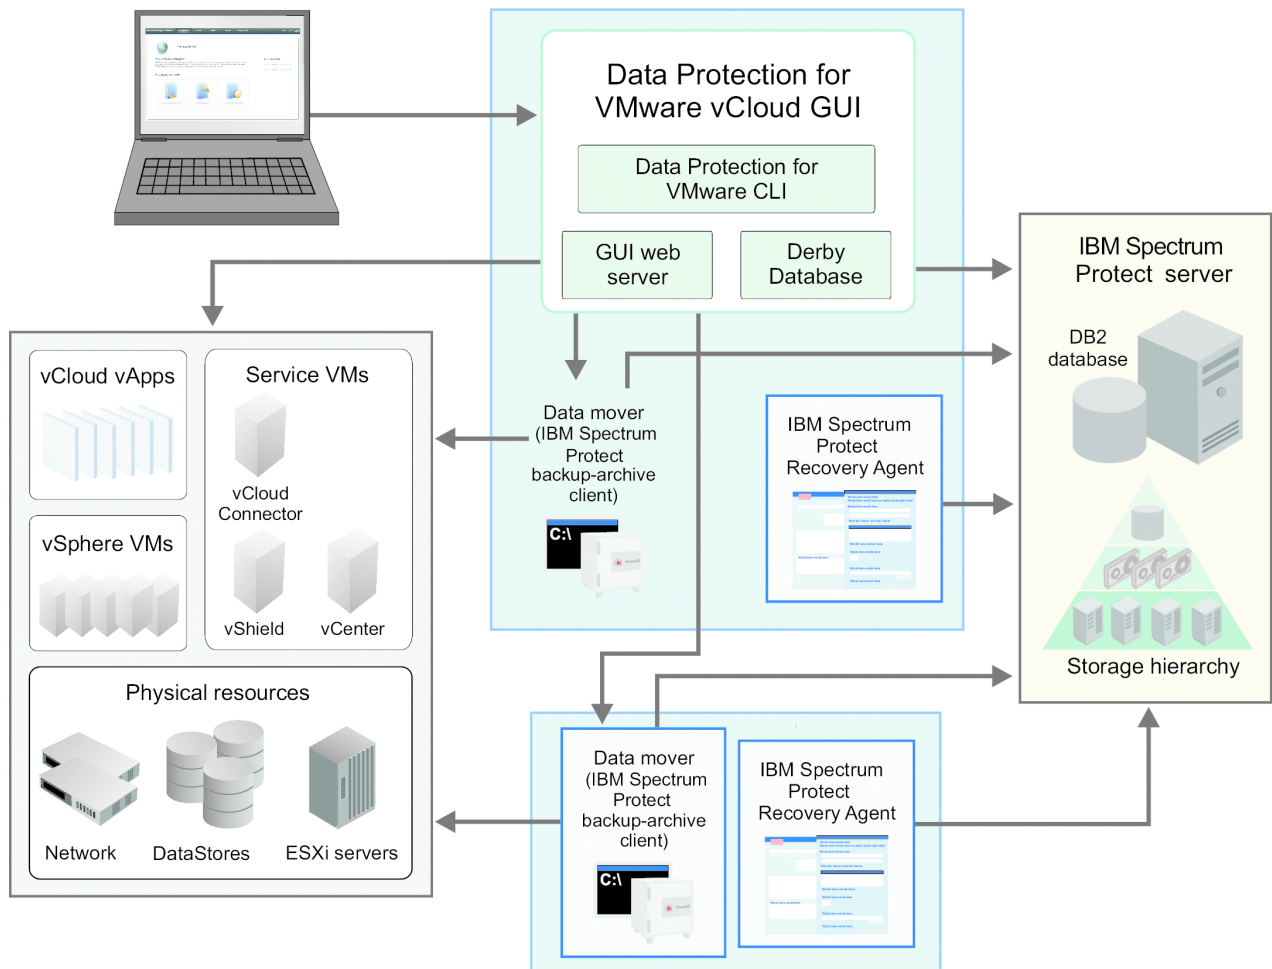 Data Protection for
VMware vCloud GUI
Data Protection for
VMware CLI
GUI web
server
Derby
Database
IBM Spectrum
Protect server
DB2
database
Storage hierarchy
vCloud vApps
Service VMs
vCloud
Connector
vShield
vCenter
vSphere VMs
Physical resources
Network
DataStores
ESXi servers
Data mover
(IBM Spectrum
Protect
backup-archive
client)
C:\
IBM Spectrum
Protect
Recovery Agent
Data mover
(IBM Spectrum
Protect
backup-archive
client)
C:\
IBM Spectrum
Protect
Recovery Agent